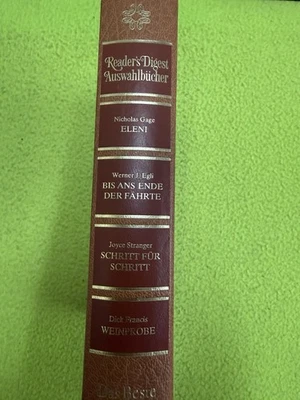 Reader's Digest
Auswahlbücher
Nicholas Gage
ELENI
Werner J. Egli
BIS ANS ENDE
DER FÄHRTE
Joyce Stranger
SCHRITT FÜR
SCHRITT
Dick Francis
WEINPROBE
Das Beste